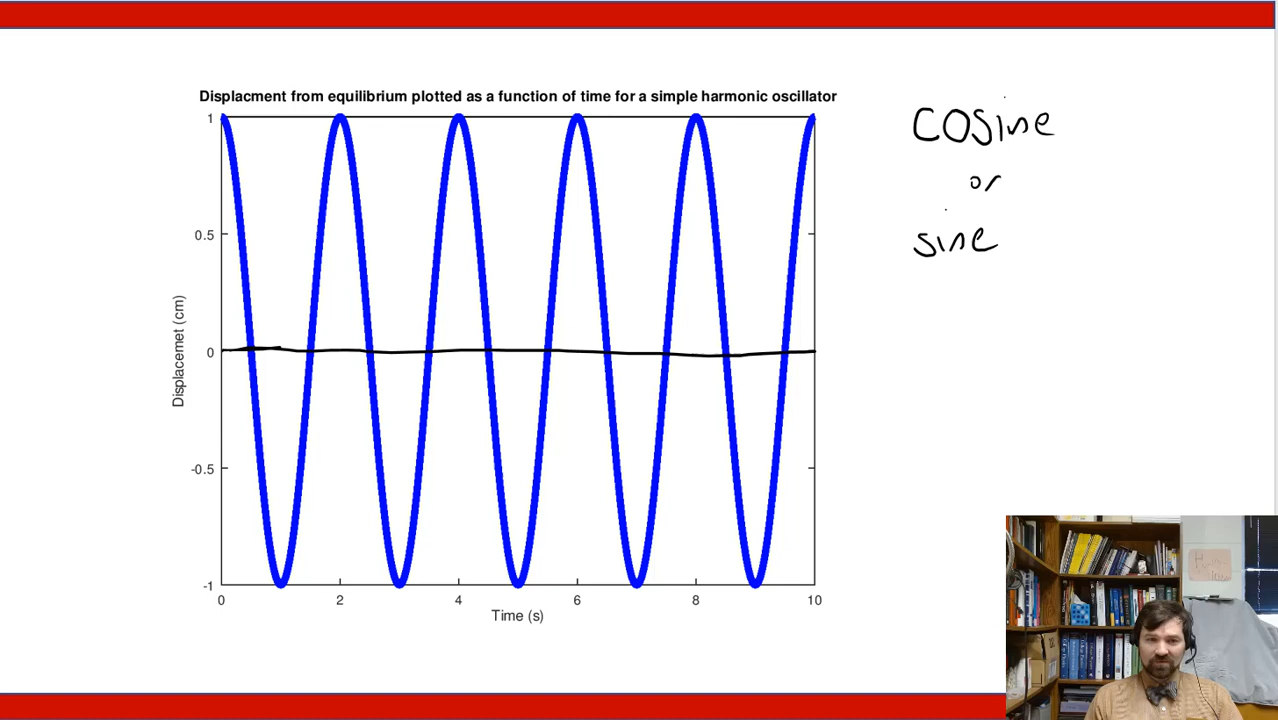 Displacment from equilibrium plotted as a function of time for a simple harmonic oscillator
1
0.5
0
-0.5
-1
Displacemet (cm)
0 2 4 6 8 10
Time (s)
cosine
or
sine